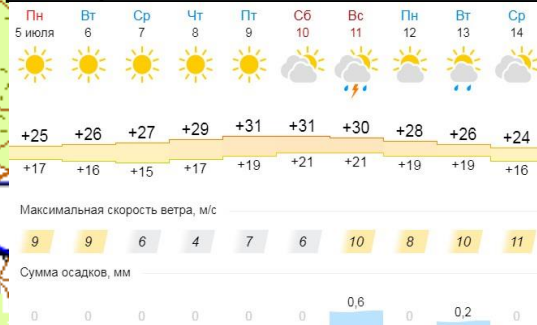 Пн Вт Ср Чт Пт Сб Вс Пн Вт Ср
5 июля 6 7 8 9 10 11 12 13 14
+25 +26 +27 +29 +31 +31 +30 +28 +26 +24
+17 +16 +15 +17 +19 +21 +21 +19 +19 +16
Максимальная скорость ветра, м/с
9 9 6 4 7 6 10 8 10 11
Сумма осадков, мм
0 0 0 0 0 0 0,6 0 0,2 0